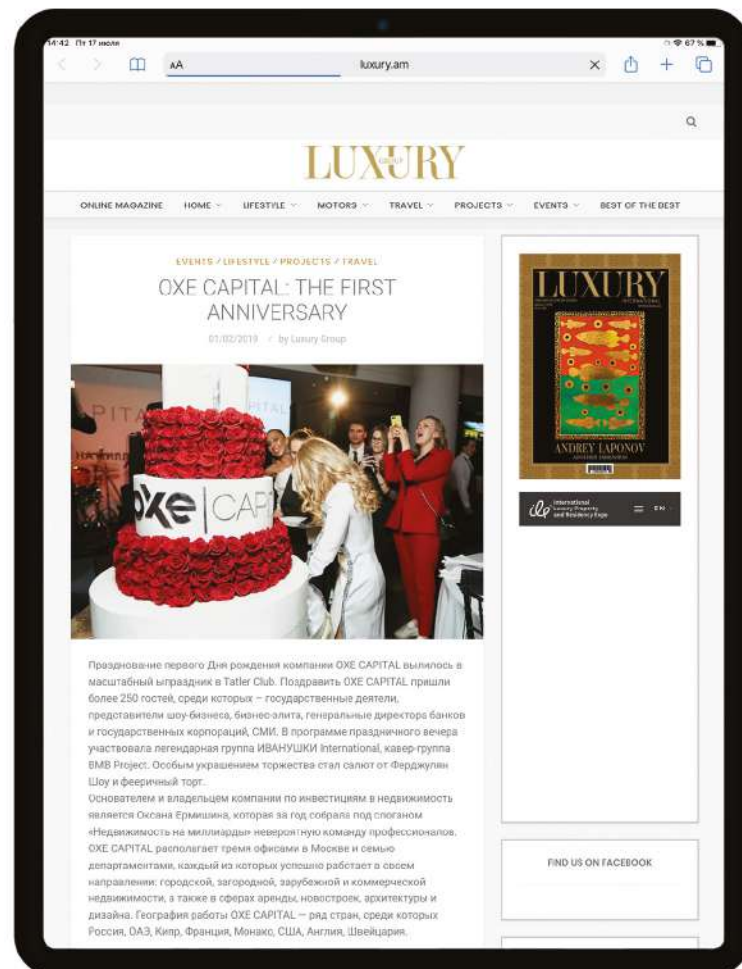 14:42 Пт 17 июля
67 %
AA
luxury.am
LUXURY
GROUP
ONLINE MAGAZINE HOME LIFESTYLE MOTORS TRAVEL PROJECTS EVENTS BEST OF THE BEST
EVENTS / LIFESTYLE / PROJECTS / TRAVEL
OXE CAPITAL: THE FIRST
ANNIVERSARY
01/02/2019 / by Luxury Group
PITAL
PITAL
oxe|CAPI
Празднование первого Дня рождения компании OXE CAPITAL вылилось в
масштабный ыпраздник в Tatler Club. Поздравить OXE CAPITAL пришли
более 250 гостей, среди которых – государственные деятели,
представители шоу-бизнеса, бизнес-элита, генеральные директора банков
и государственных корпораций, СМИ. В программе праздничного вечера
участвовала легендарная группа ИВАНУШКИ International, кавер-группа
BMB Project. Особым украшением торжества стал салют от Ферджулян
Шоу и фееричный торт.
Основателем и владельцем компании по инвестициям в недвижимость
является Оксана Ермишина, которая за год собрала под слоганом
«Недвижимость на миллиарды» невероятную команду профессионалов.
OXE CAPITAL располагает тремя офисами в Москве и семью
департаментами, каждый из которых успешно работает в своем
направлении: городской, загородной, зарубежной и коммерческой
недвижимости, а также в сферах аренды, новостроек, архитектуры и
дизайна. География работы OXE CAPITAL — ряд стран, среди которых
Россия, ОАЭ, Кипр, Франция, Монако, США, Англия, Швейцария.
LUXURY
INTERNATIONAL
ANDREY LAPONOV
ilp International
Luxury Property
and Residency Expo
EN
FIND US ON FACEBOOK